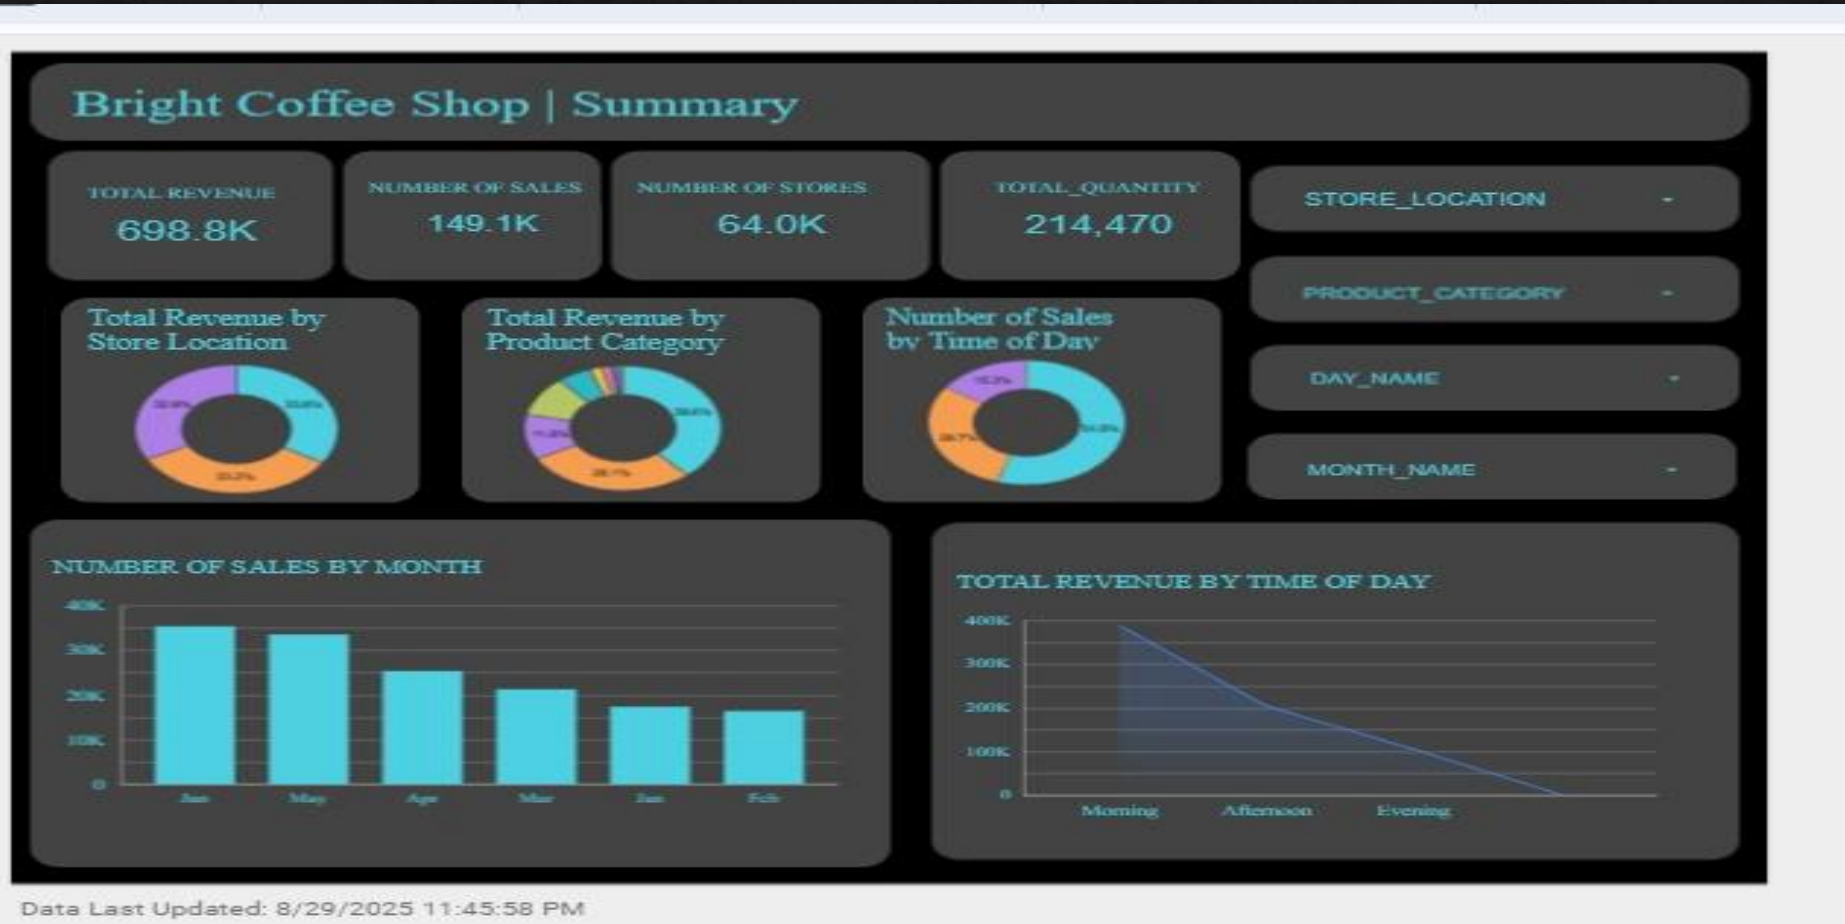 Bright Coffee Shop | Summary
TOTAL REVENUE
698.8K
NUMBER OF SALES
149.1K
NUMBER OF STORES
64.0K
TOTAL_QUANTITY
214,470
STORE_LOCATION
PRODUCT_CATEGORY
DAY_NAME
MONTH_NAME
Total Revenue by
Store Location
Total Revenue by
Product Category
Number of Sales
by Time of Day
NUMBER OF SALES BY MONTH
40K
30K
20K
10K
0
Jun May Apr Mar Jan Feb
TOTAL REVENUE BY TIME OF DAY
400K
300K
200K
100K
0
Morning Afternoon Evening
Data Last Updated: 8/29/2025 11:45:58 PM